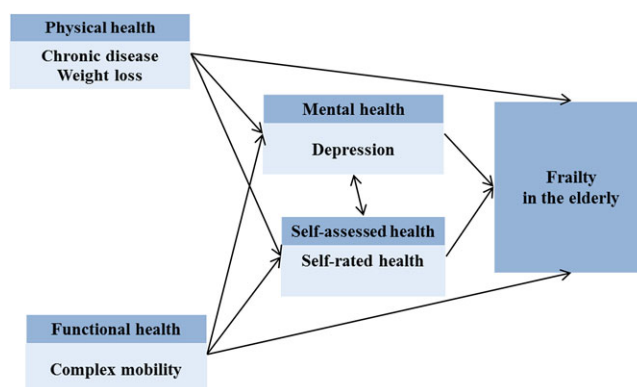 Physical health
Chronic disease
Weight loss
Mental health
Depression
Frailty
in the elderly
Self-assessed health
Self-rated health
Functional health
Complex mobility